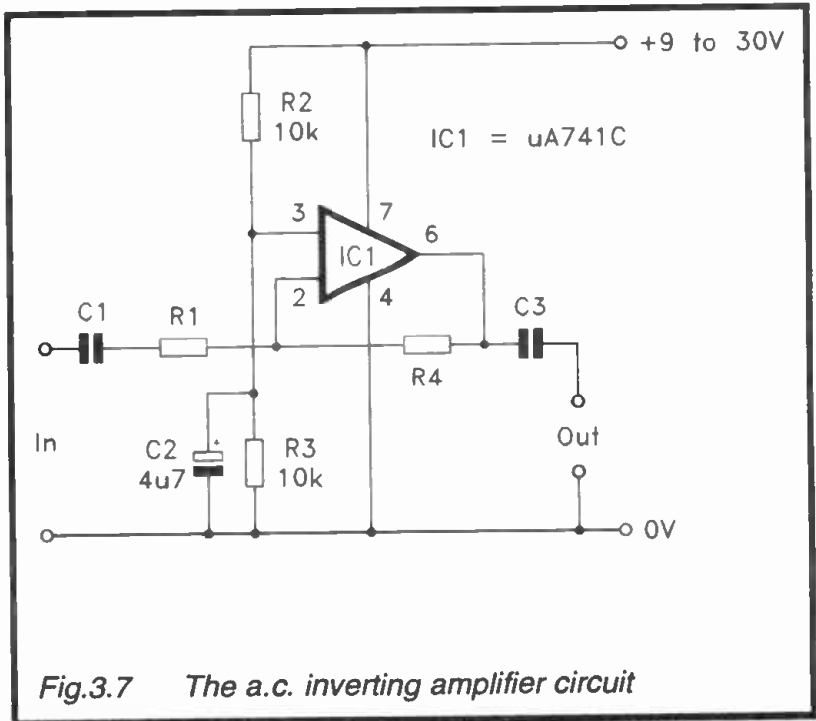 +9 to 30V
R2
10k
IC1 = uA741C
3
7
6
IC1
2
4
C1
R1
C3
R4
In
C2
+
4u7
R3
10k
Out
0V
Fig.3.7 The a.c. inverting amplifier circuit